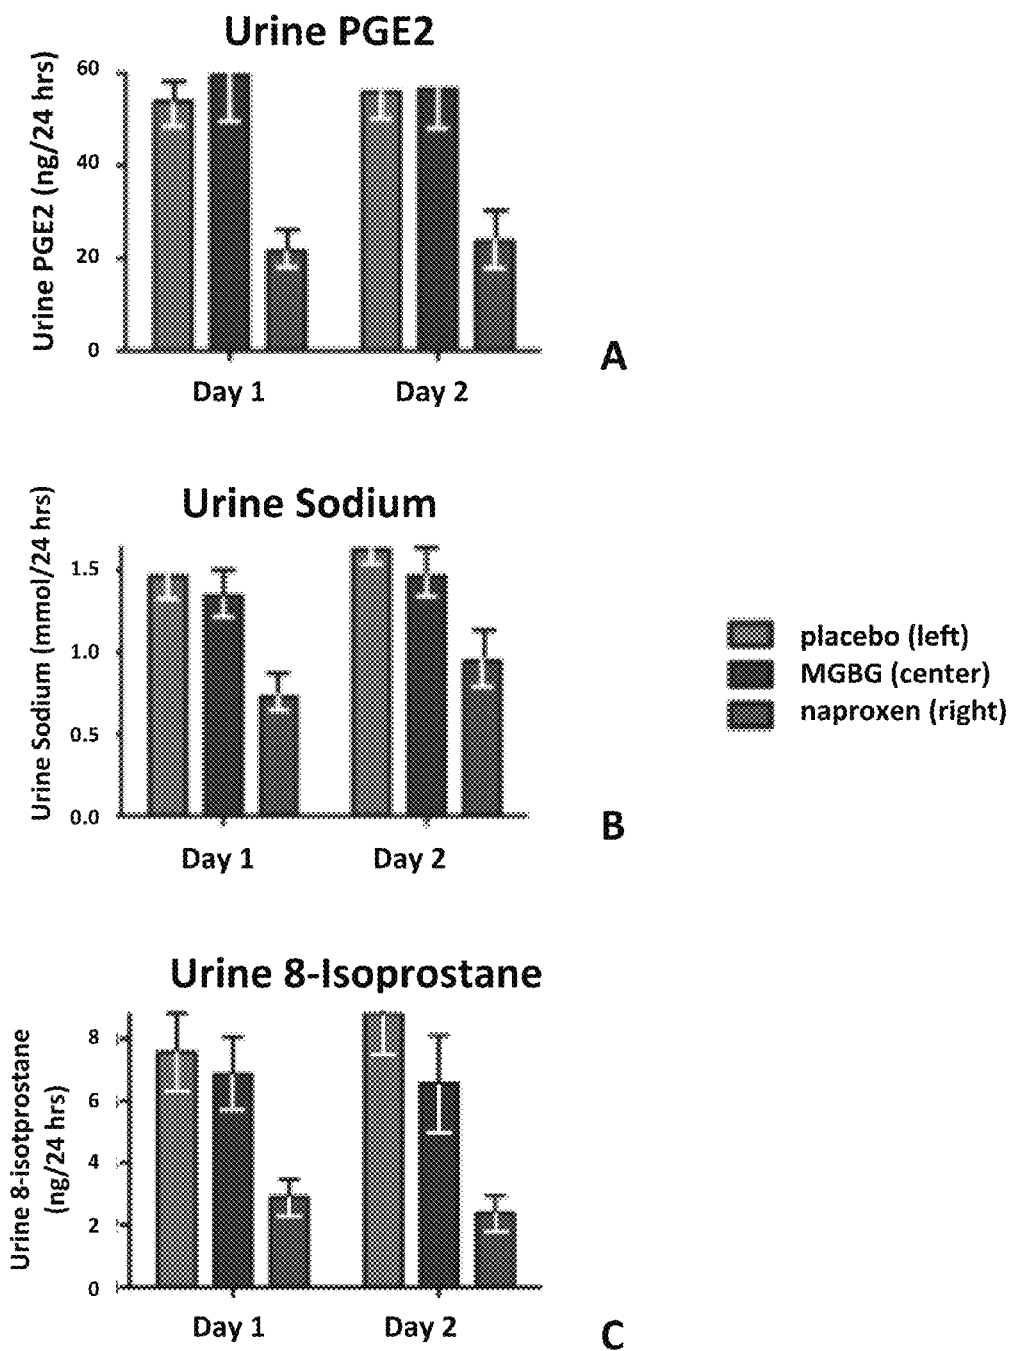 Urine PGE2
Urine PGE2 (ng/24 hrs)
60
40
20
0
Day 1
Day 2
A
Urine Sodium
Urine Sodium (mmol/24 hrs)
1.5
1.0
0.5
0.0
Day 1
Day 2
B
placebo (left)
MGBG (center)
naproxen (right)
Urine 8-Isoprostane
Urine 8-isotprostane
(ng/24 hrs)
8
6
4
2
0
Day 1
Day 2
C